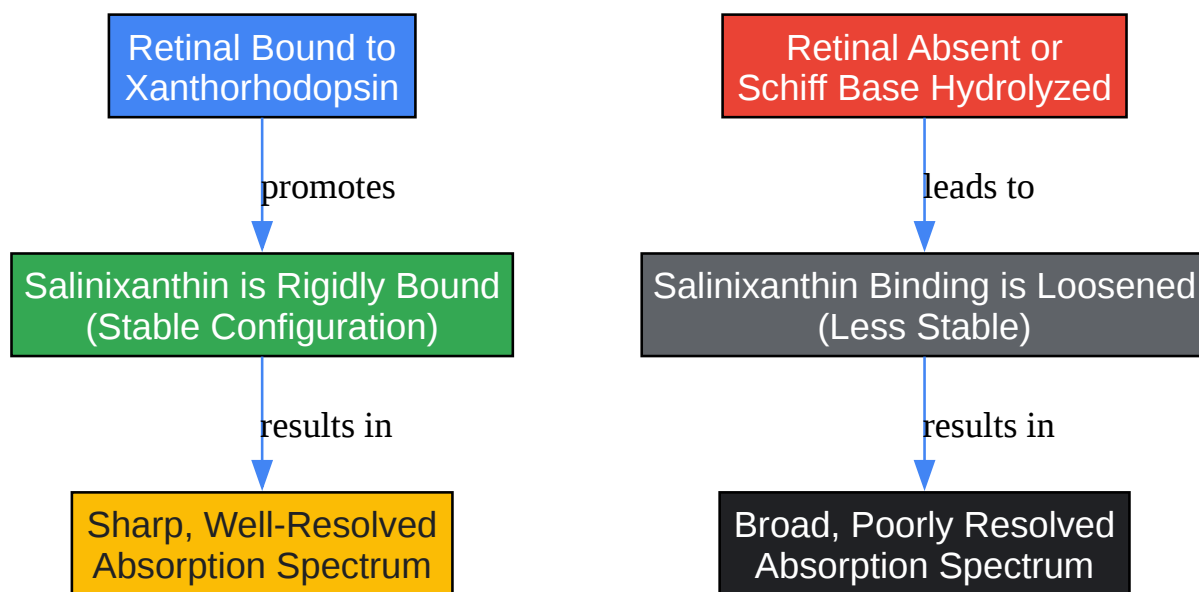 Retinal Bound to
Xanthorhodopsin
promotes
Salinixanthin is Rigidly Bound
(Stable Configuration)
results in
Sharp, Well-Resolved
Absorption Spectrum
Retinal Absent or
Schiff Base Hydrolyzed
leads to
Salinixanthin Binding is Loosened
(Less Stable)
results in
Broad, Poorly Resolved
Absorption Spectrum